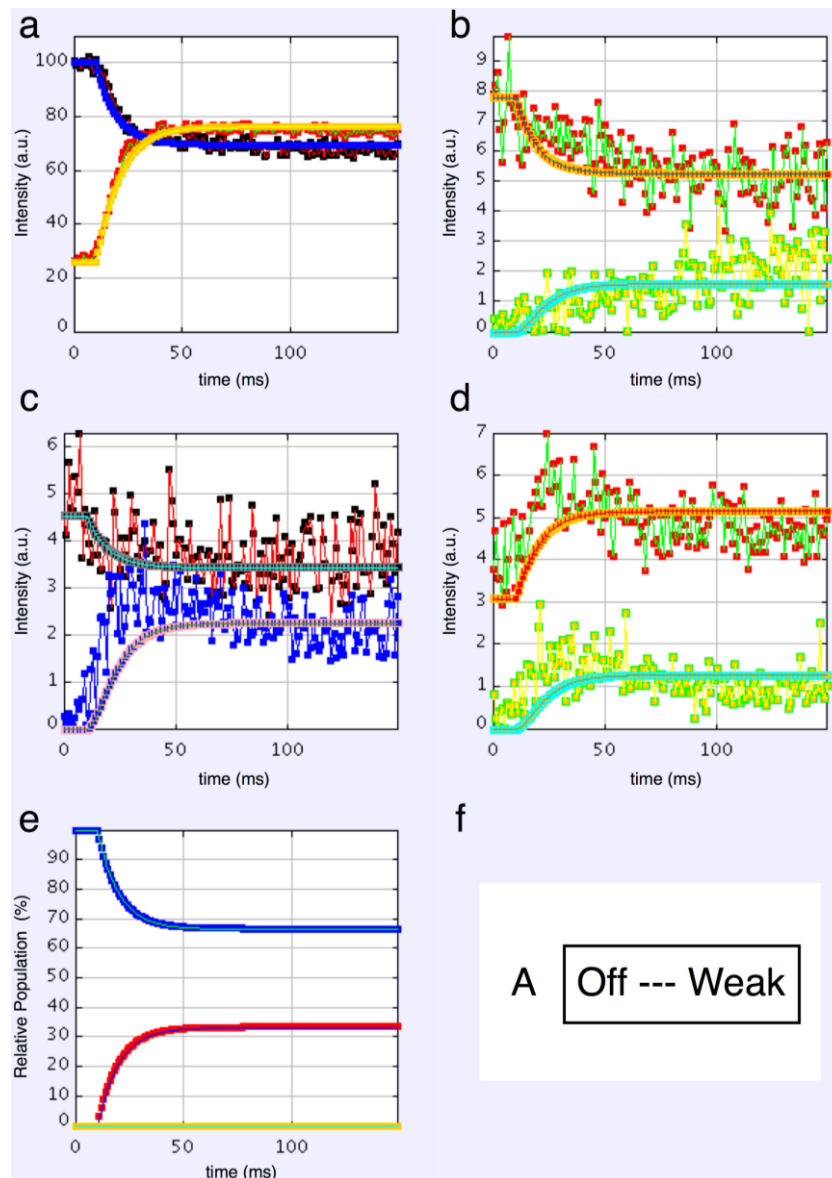 a
100
80
60
40
20
0
Intensity (a.u.)
0 50 100
time (ms)
b
9
8
7
6
5
4
3
2
1
0
Intensity (a.u.)
0 50 100
time (ms)
c
6
5
4
3
2
1
0
Intensity (a.u.)
0 50 100
time (ms)
d
7
6
5
4
3
2
1
0
Intensity (a.u.)
0 50 100
time (ms)
e
90
80
70
60
50
40
30
20
10
0
Relative Population (%)
0 50 100
time (ms)
f
A Off --- Weak